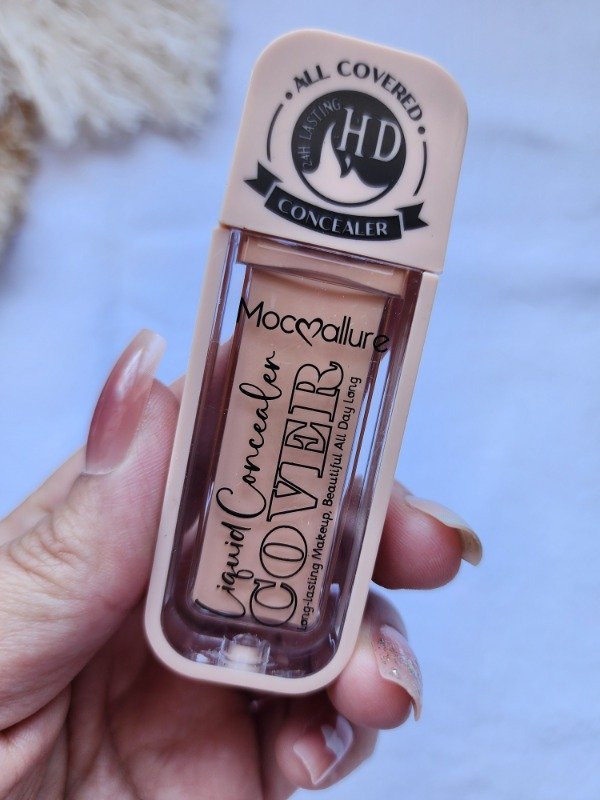 ALL COVERED
24H LASTING
HD
CONCEALER
Mocmallure
Liquid Concealer
COVER
Long-lasting Makeup, Beautiful All Day Long